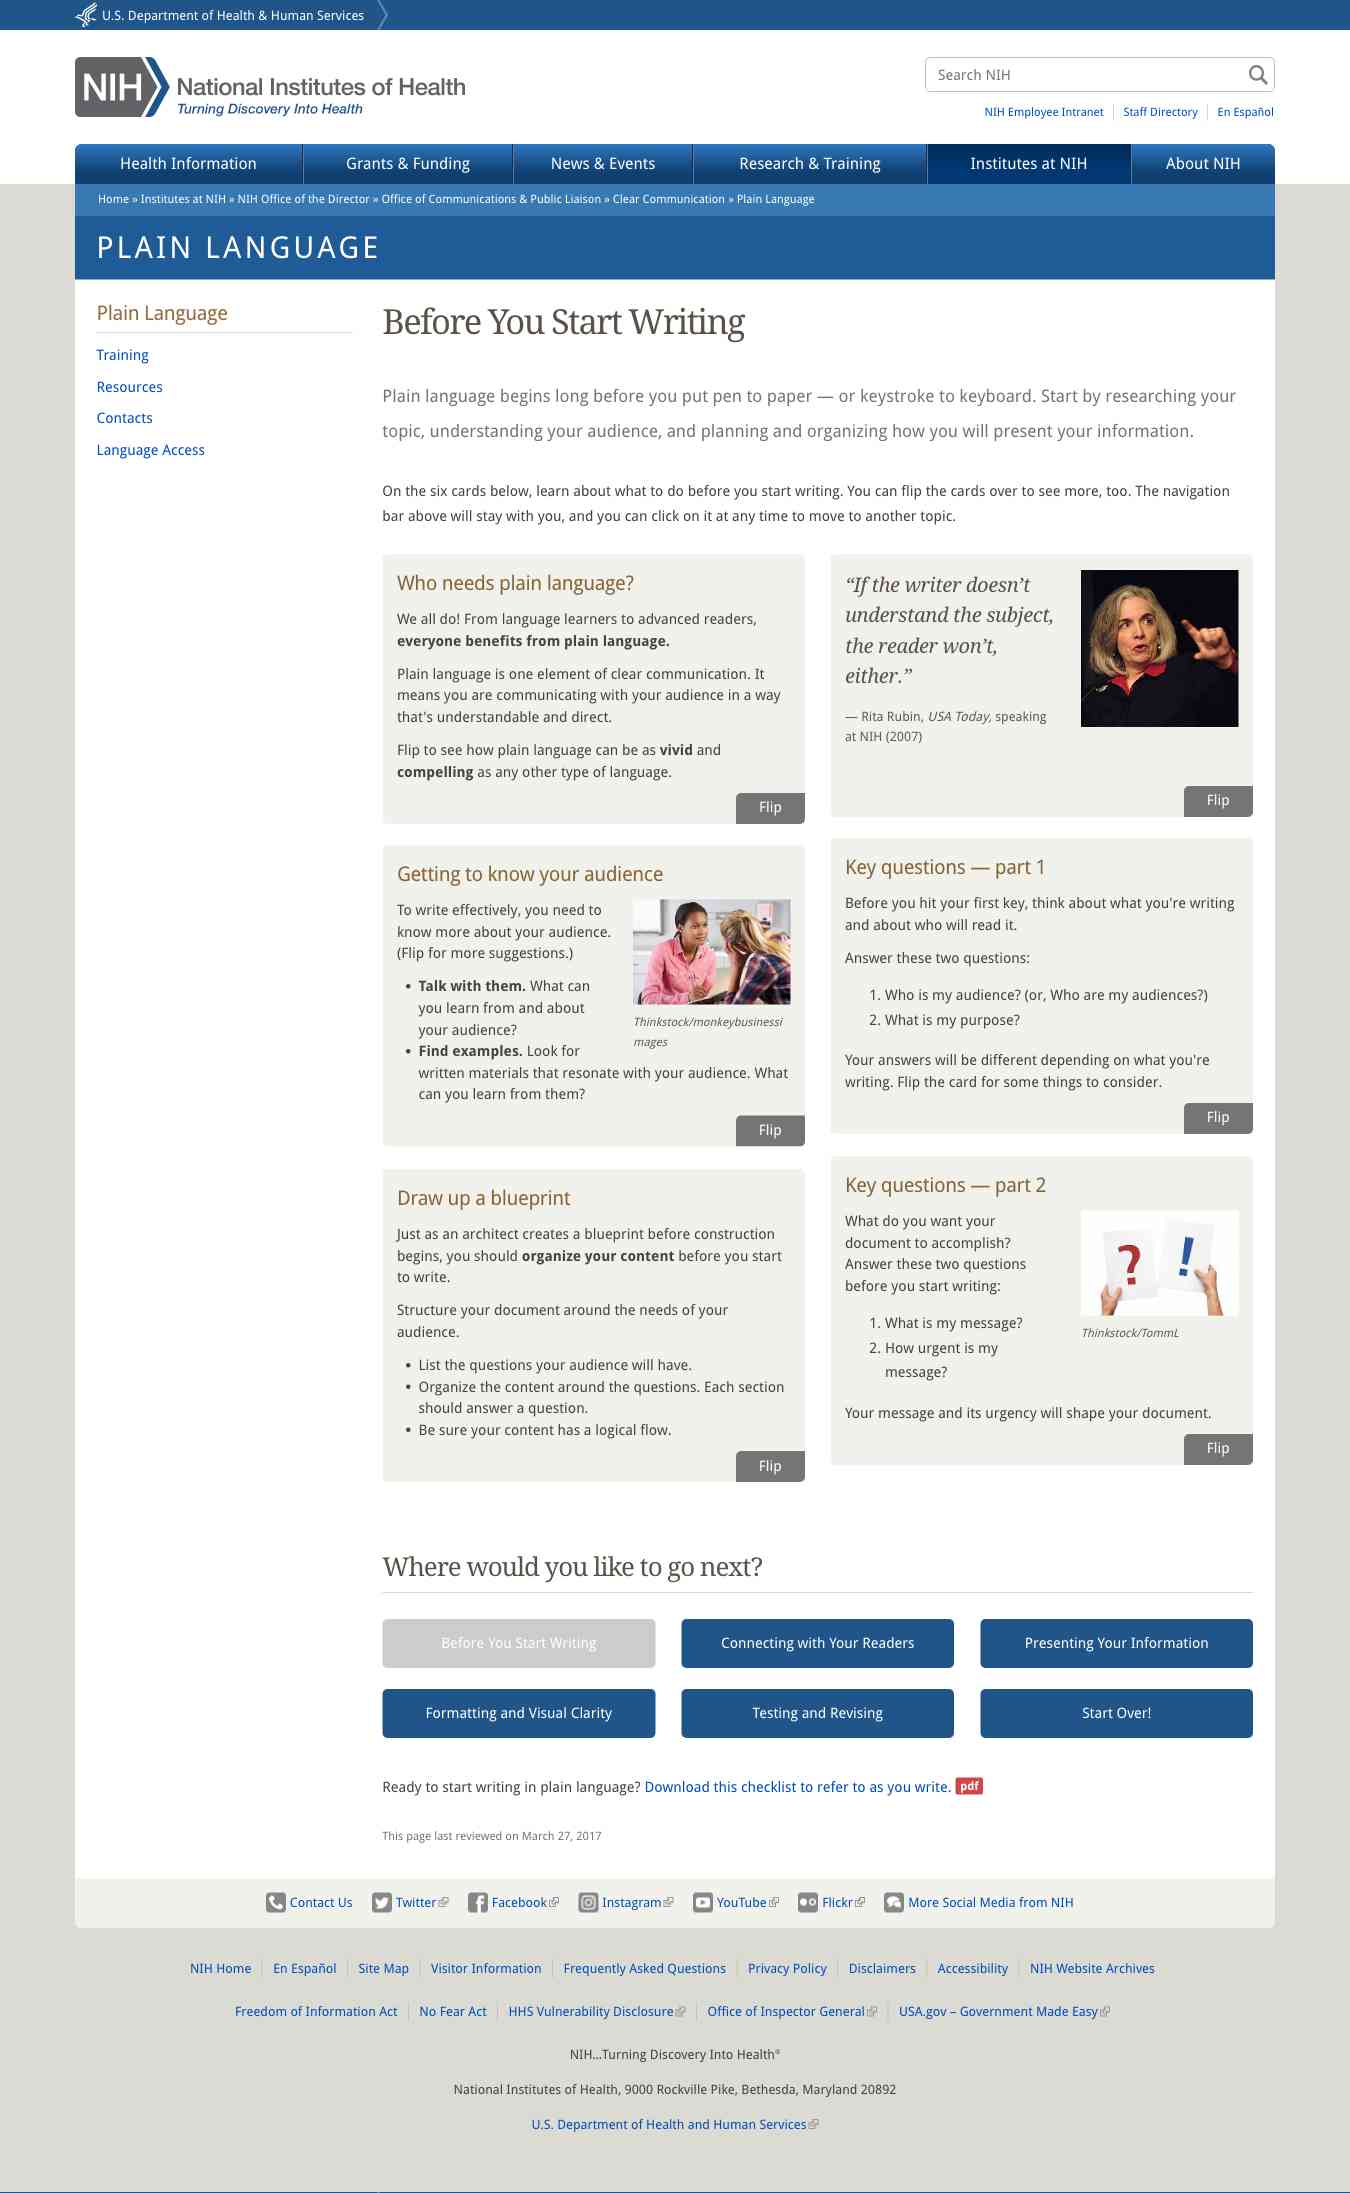 U.S. Department of Health & Human Services
NIH
National Institutes of Health
Turning Discovery Into Health
Search NIH
NIH Employee Intranet
Staff Directory
En Español
Health Information
Grants & Funding
News & Events
Research & Training
Institutes at NIH
About NIH
Home » Institutes at NIH » NIH Office of the Director » Office of Communications & Public Liaison » Clear Communication » Plain Language
PLAIN LANGUAGE
Plain Language
Training
Resources
Contacts
Language Access
Before You Start Writing
Plain language begins long before you put pen to paper — or keystroke to keyboard. Start by researching your
topic, understanding your audience, and planning and organizing how you will present your information.
On the six cards below, learn about what to do before you start writing. You can flip the cards over to see more, too. The navigation
bar above will stay with you, and you can click on it at any time to move to another topic.
Who needs plain language?
We all do! From language learners to advanced readers,
everyone benefits from plain language.
Plain language is one element of clear communication. It
means you are communicating with your audience in a way
that's understandable and direct.
Flip to see how plain language can be as vivid and
compelling as any other type of language.
Flip
“If the writer doesn’t
understand the subject,
the reader won’t,
either.”
— Rita Rubin, USA Today, speaking
at NIH (2007)
Flip
Getting to know your audience
To write effectively, you need to
know more about your audience.
(Flip for more suggestions.)
• Talk with them. What can
you learn from and about
your audience?
• Find examples. Look for
written materials that resonate with your audience. What
can you learn from them?
Thinkstock/monkeybusinessi
mages
Flip
Key questions — part 1
Before you hit your first key, think about what you're writing
and about who will read it.
Answer these two questions:
1. Who is my audience? (or, Who are my audiences?)
2. What is my purpose?
Your answers will be different depending on what you're
writing. Flip the card for some things to consider.
Flip
Draw up a blueprint
Just as an architect creates a blueprint before construction
begins, you should organize your content before you start
to write.
Structure your document around the needs of your
audience.
• List the questions your audience will have.
• Organize the content around the questions. Each section
should answer a question.
• Be sure your content has a logical flow.
Flip
Key questions — part 2
What do you want your
document to accomplish?
Answer these two questions
before you start writing:
1. What is my message?
2. How urgent is my
message?
? !
Thinkstock/TommL
Your message and its urgency will shape your document.
Flip
Where would you like to go next?
Before You Start Writing
Connecting with Your Readers
Presenting Your Information
Formatting and Visual Clarity
Testing and Revising
Start Over!
Ready to start writing in plain language? Download this checklist to refer to as you write. pdf
This page last reviewed on March 27, 2017
Contact Us
Twitter
Facebook
Instagram
YouTube
Flickr
More Social Media from NIH
NIH Home
En Español
Site Map
Visitor Information
Frequently Asked Questions
Privacy Policy
Disclaimers
Accessibility
NIH Website Archives
Freedom of Information Act
No Fear Act
HHS Vulnerability Disclosure
Office of Inspector General
USA.gov – Government Made Easy
NIH…Turning Discovery Into Health®
National Institutes of Health, 9000 Rockville Pike, Bethesda, Maryland 20892
U.S. Department of Health and Human Services